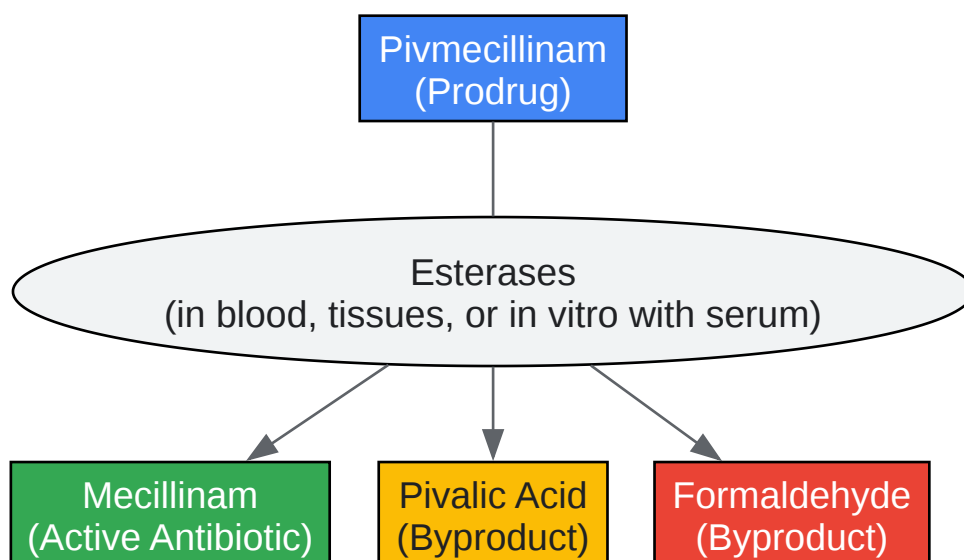 Pivmecillinam
(Prodrug)
Esterases
(in blood, tissues, or in vitro with serum)
Mecillinam
(Active Antibiotic)
Pivalic Acid
(Byproduct)
Formaldehyde
(Byproduct)